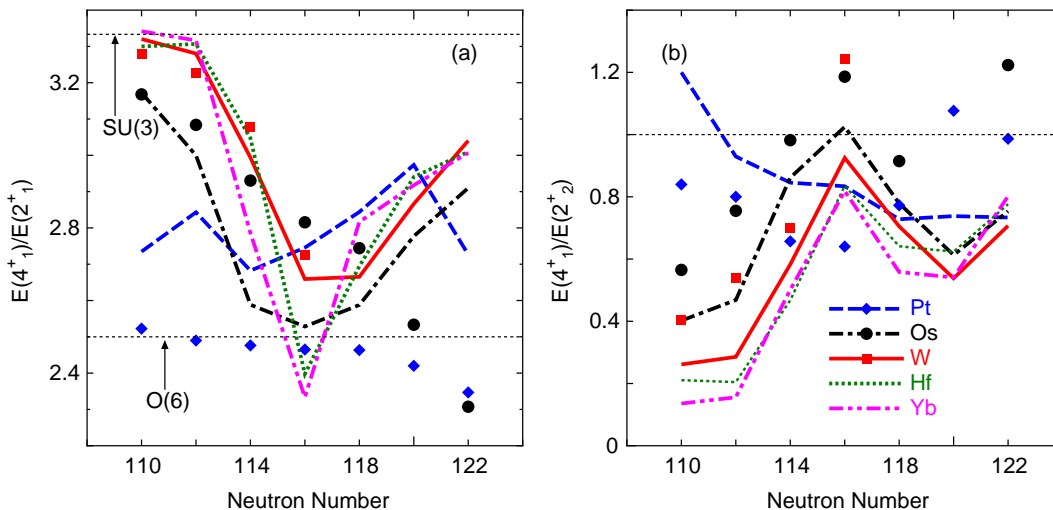 (a)
3.2
2.8
2.4
SU(3)
O(6)
E(4⁺₁)/E(2⁺₁)
110 114 118 122
Neutron Number
(b)
1.2
0.8
0.4
0
E(4⁺₁)/E(2⁺₂)
Pt
Os
W
Hf
Yb
110 114 118 122
Neutron Number